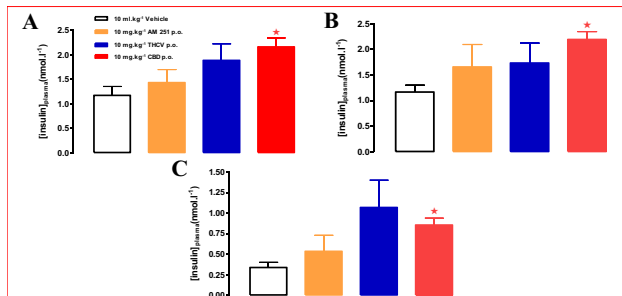 A
10 ml.kg⁻¹ Vehicle
10 mg.kg⁻¹ AM 251 p.o.
10 mg.kg⁻¹ THCV p.o.
10 mg.kg⁻¹ CBD p.o.
[insulin]plasma(nmol.l⁻¹)
2.5
2.0
1.5
1.0
0.5
0.0
*
B
[insulin]plasma(nmol.l⁻¹)
2.5
2.0
1.5
1.0
0.5
0.0
*
C
[insulin]plasma(nmol.l⁻¹)
1.50
1.25
1.00
0.75
0.50
0.25
0.00
*